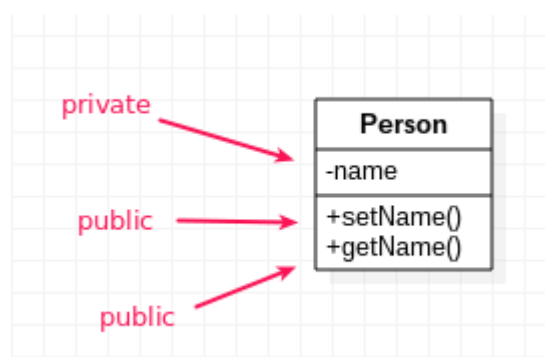 private
Person
-name
public
+setName()
+getName()
public